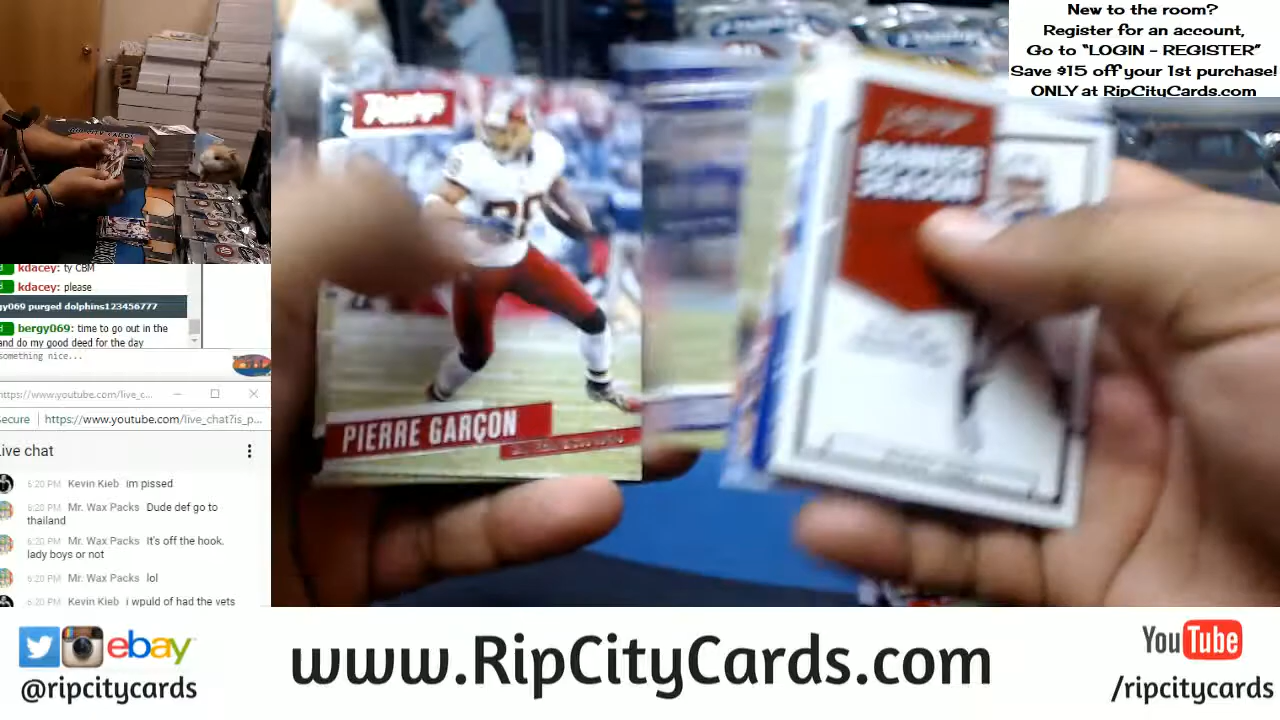 New to the room?
Register for an account,
Go to “LOGIN - REGISTER”
Save $15 off your 1st purchase!
ONLY at RipCityCards.com
kdacey: ty CBM
kdacey: please
gy069 purged dolphins123456777
bergy069: time to go out in the
and do my good deed for the day
something nice...
https://www.youtube.com/live_c...
ecure
https://www.youtube.com/live_chat?is_p...
ive chat
6:20 PM Kevin Kieb im pissed
6:20 PM Mr. Wax Packs Dude def go to
thailand
6:20 PM Mr. Wax Packs It's off the hook.
lady boys or not
6:20 PM Mr. Wax Packs lol
6:20 PM Kevin Kieb i wpuld of had the vets
PIERRE GARÇON
BANNER
SEASON
ebay
@ripcitycards
www.RipCityCards.com
YouTube
/ripcitycards